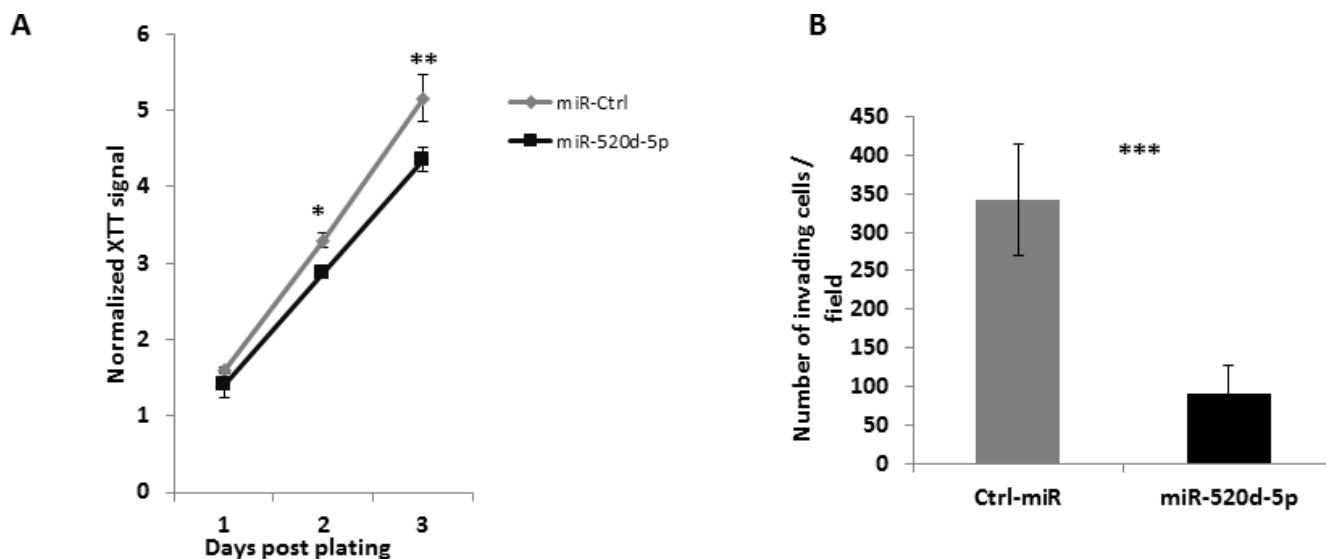 A
Normalized XTT signal
6
5
4
3
2
1
0
*
**
1 2 3
Days post plating
miR-Ctrl
miR-520d-5p
B
Number of invading cells /
field
450
400
350
300
250
200
150
100
50
0
***
Ctrl-miR miR-520d-5p